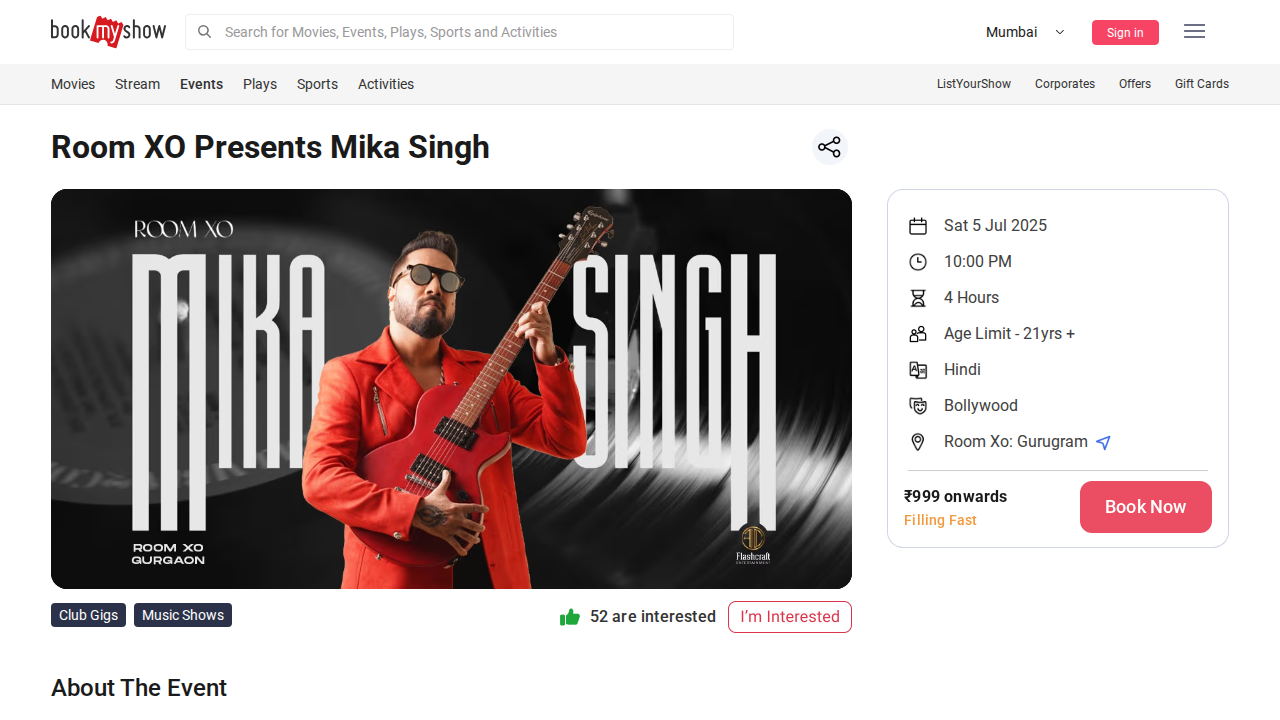 bookmyshow
Search for Movies, Events, Plays, Sports and Activities
Mumbai
Sign in
Movies
Stream
Events
Plays
Sports
Activities
ListYourShow
Corporates
Offers
Gift Cards
Room XO Presents Mika Singh
ROOM XO
MIKA SINGH
ROOM XO
GURGAON
Flashcraft
ENTERTAINMENT
Sat 5 Jul 2025
10:00 PM
4 Hours
Age Limit - 21yrs +
Hindi
Bollywood
Room Xo: Gurugram
₹999 onwards
Filling Fast
Book Now
Club Gigs
Music Shows
52 are interested
I’m Interested
About The Event